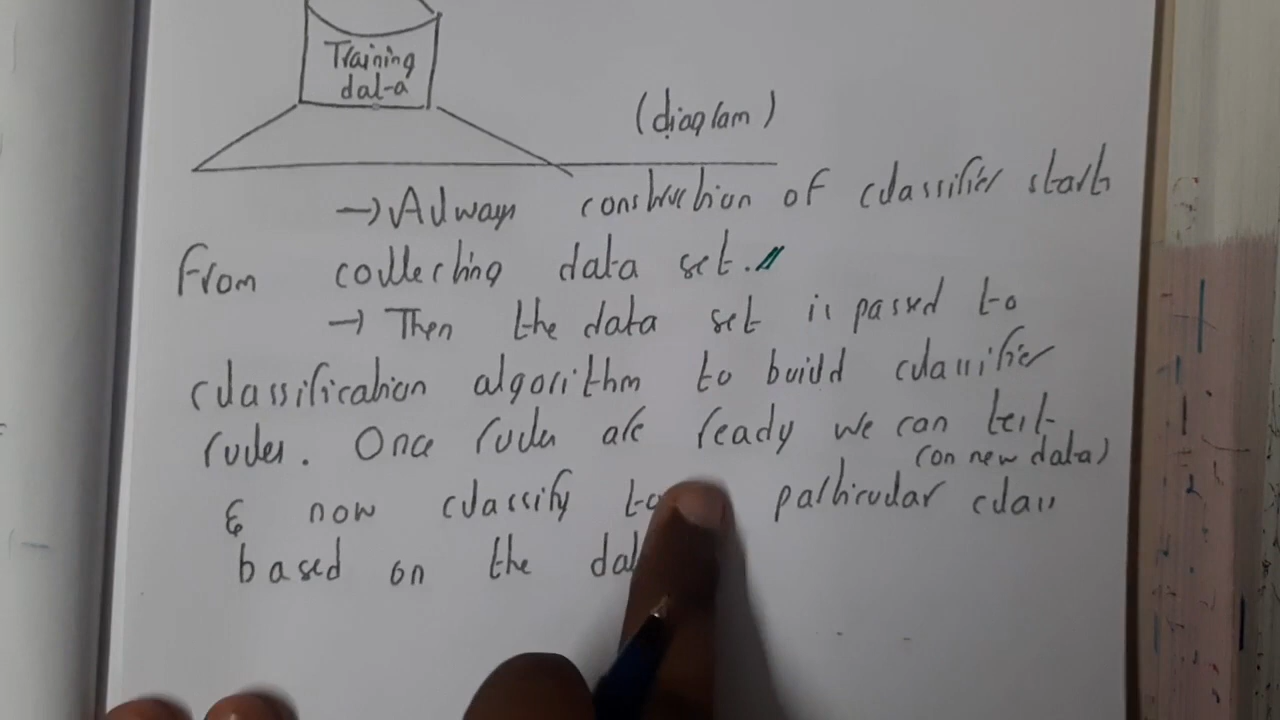 Training
data
(diagram)
→ Always construction of classifier starts
From collecting data set.
→ Then the data set is passed to
classification algorithm to build classifier
rules. Once rules are ready we can test
(on new data)
& now classify to particular class
based on the